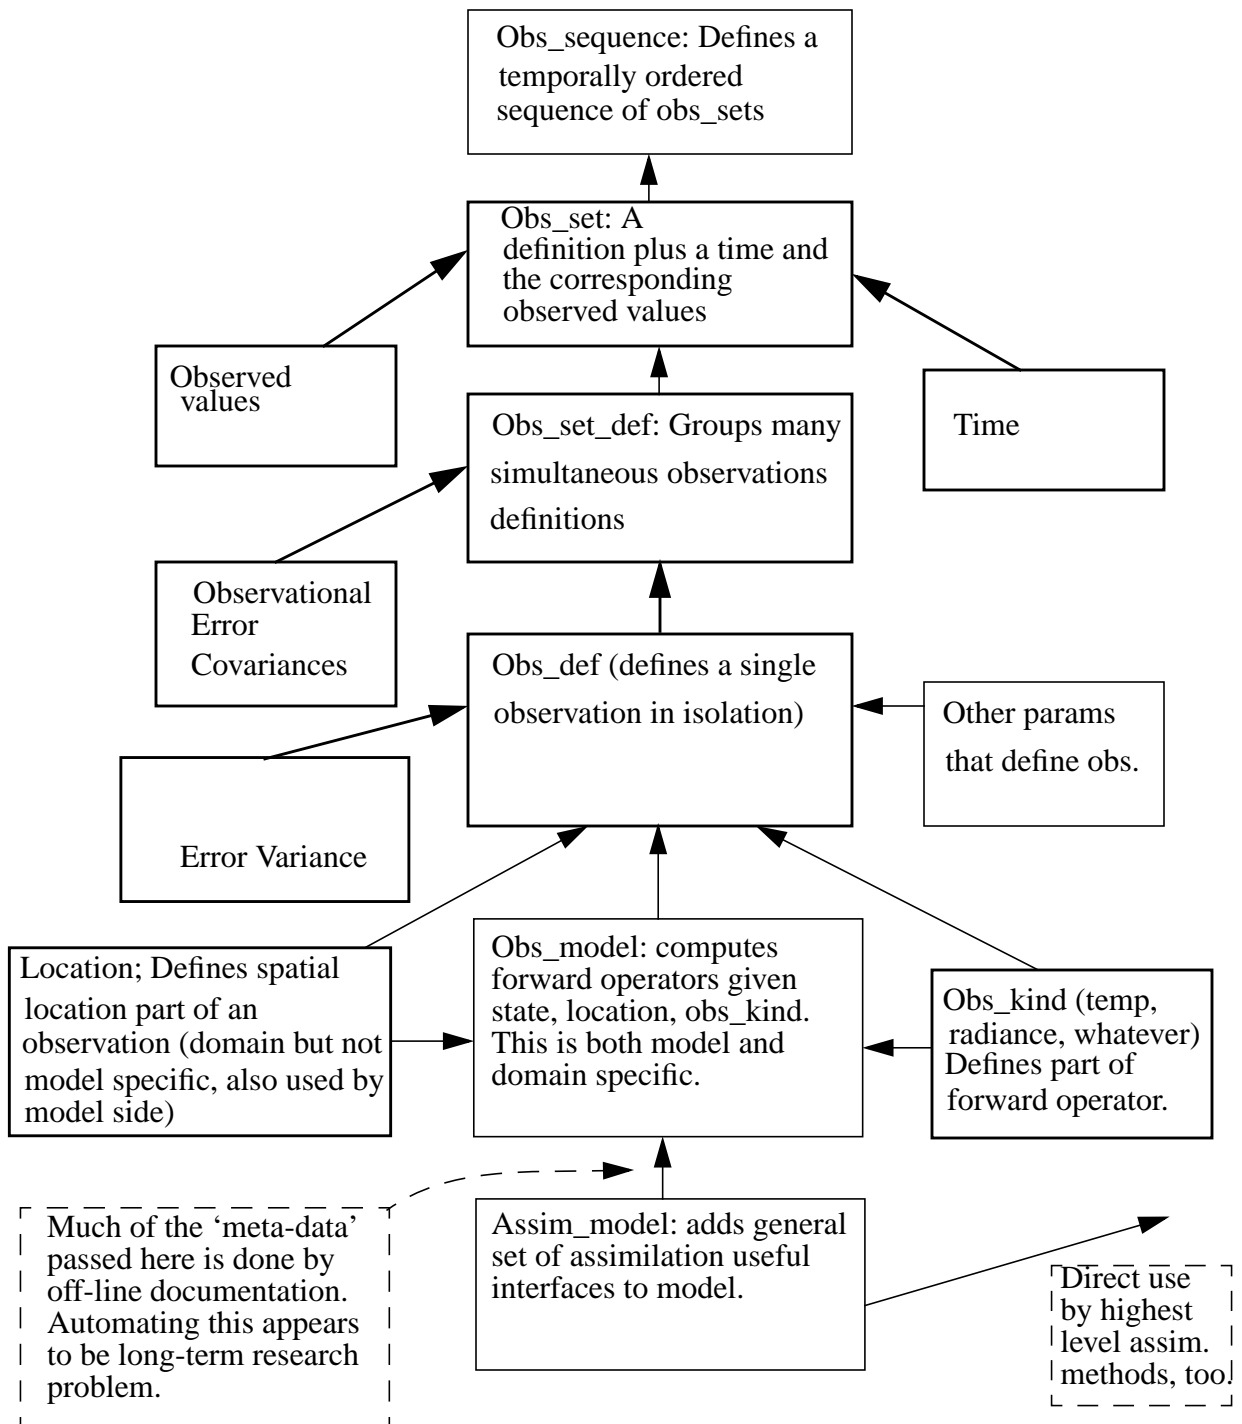 Obs_sequence: Defines a
temporally ordered
sequence of obs_sets
Obs_set: A
definition plus a time and
the corresponding
observed values
Observed
values
Time
Obs_set_def: Groups many
simultaneous observations
definitions
Observational
Error
Covariances
Obs_def (defines a single
observation in isolation)
Other params
that define obs.
Error Variance
Location; Defines spatial
location part of an
observation (domain but not
model specific, also used by
model side)
Obs_model: computes
forward operators given
state, location, obs_kind.
This is both model and
domain specific.
Obs_kind (temp,
radiance, whatever)
Defines part of
forward operator.
Much of the ‘meta-data’
passed here is done by
off-line documentation.
Automating this appears
to be long-term research
problem.
Assim_model: adds general
set of assimilation useful
interfaces to model.
Direct use
by highest
level assim.
methods, too.